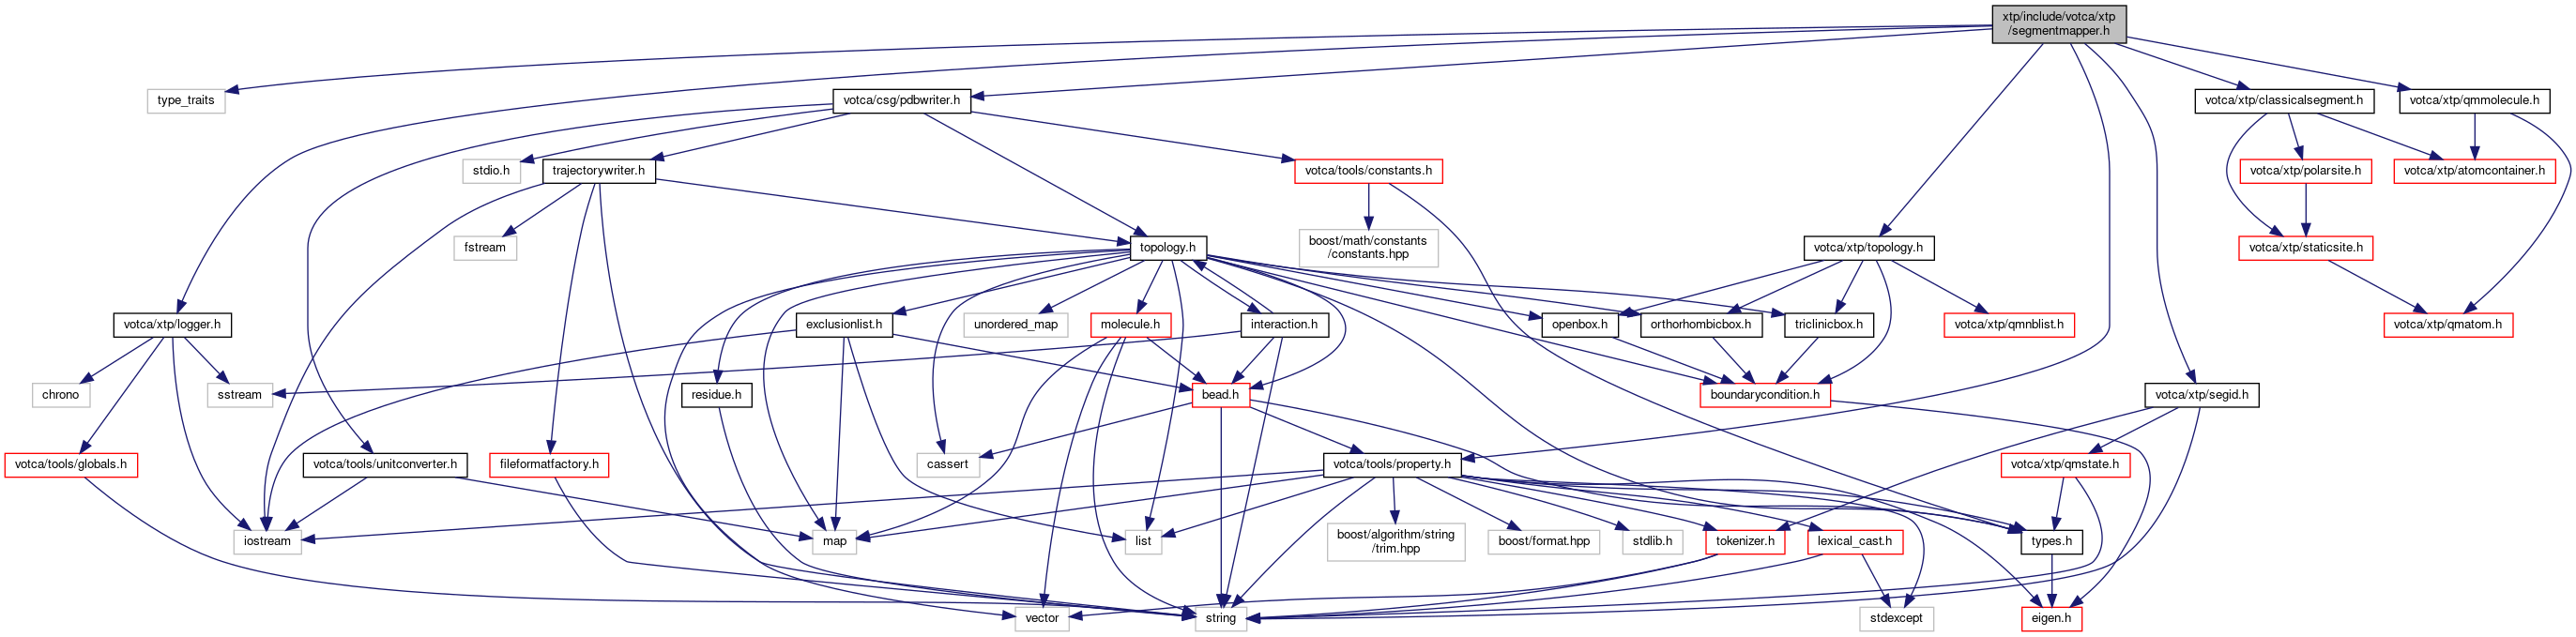 xtp/include/votca/xtp
/segmentmapper.h
type_traits
votca/csg/pdbwriter.h
votca/xtp/classicalsegment.h
votca/xtp/qmmolecule.h
stdio.h
trajectorywriter.h
votca/tools/constants.h
votca/xtp/polarsite.h
votca/xtp/atomcontainer.h
fstream
topology.h
boost/math/constants
/constants.hpp
votca/xtp/topology.h
votca/xtp/staticsite.h
votca/xtp/logger.h
exclusionlist.h
unordered_map
molecule.h
interaction.h
openbox.h
orthorhombicbox.h
triclinicbox.h
votca/xtp/qmnblist.h
votca/xtp/qmatom.h
chrono
sstream
residue.h
bead.h
boundarycondition.h
votca/xtp/segid.h
votca/tools/globals.h
votca/tools/unitconverter.h
fileformatfactory.h
cassert
votca/tools/property.h
votca/xtp/qmstate.h
iostream
map
list
boost/algorithm/string
/trim.hpp
boost/format.hpp
stdlib.h
tokenizer.h
lexical_cast.h
types.h
vector
string
stdexcept
eigen.h